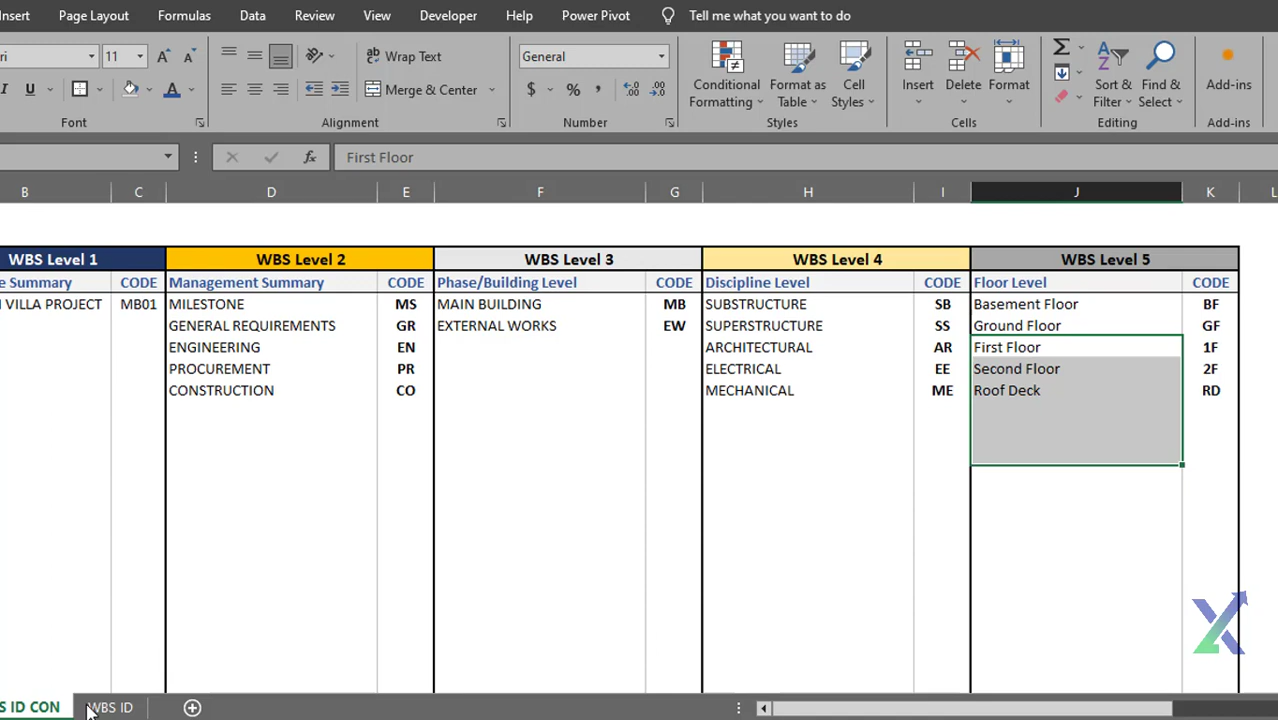 Insert Page Layout Formulas Data Review View Developer Help Power Pivot Tell me what you want to do
11 Wrap Text General
Merge & Center
Conditional Formatting Format as Table Cell Styles Insert Delete Format Sort & Filter Find & Select Add-ins
Font Alignment Number Styles Cells Editing Add-ins
fx First Floor
B C D E F G H I J K L
WBS Level 1 WBS Level 2 WBS Level 3 WBS Level 4 WBS Level 5
Summary CODE Management Summary CODE Phase/Building Level CODE Discipline Level CODE Floor Level CODE
VILLA PROJECT MB01 MILESTONE MS MAIN BUILDING MB SUBSTRUCTURE SB Basement Floor BF
GENERAL REQUIREMENTS GR EXTERNAL WORKS EW SUPERSTRUCTURE SS Ground Floor GF
ENGINEERING EN ARCHITECTURAL AR First Floor 1F
PROCUREMENT PR ELECTRICAL EE Second Floor 2F
CONSTRUCTION CO MECHANICAL ME Roof Deck RD
S ID CON WBS ID